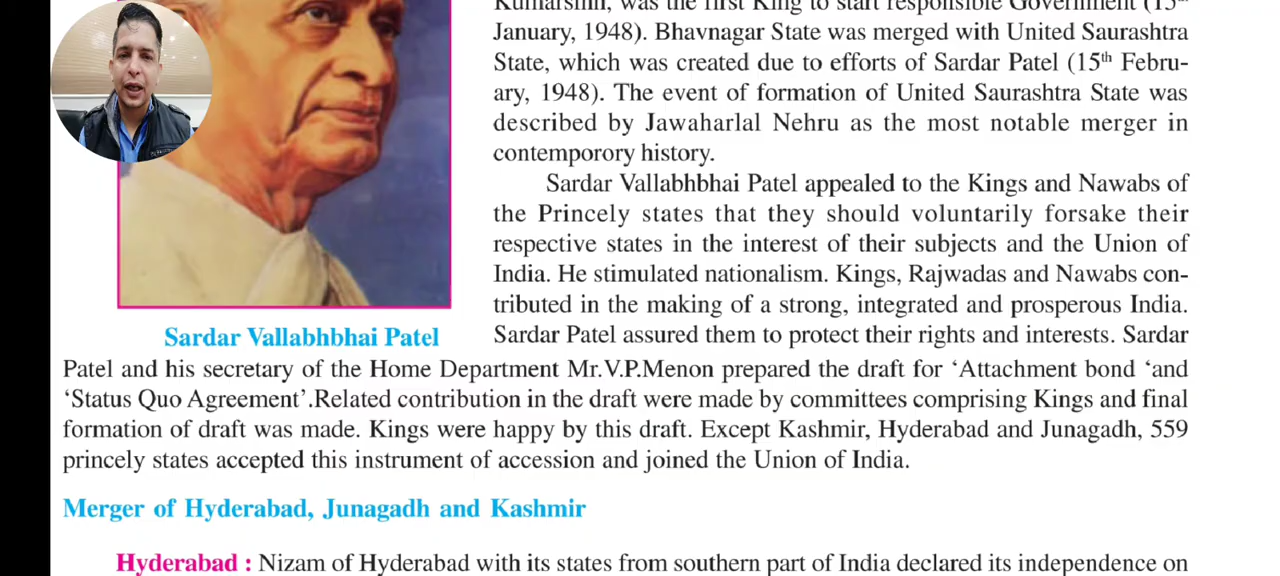 Kumarsinh, was the first King to start responsible Government (15th
January, 1948). Bhavnagar State was merged with United Saurashtra
State, which was created due to efforts of Sardar Patel (15th Febru-
ary, 1948). The event of formation of United Saurashtra State was
described by Jawaharlal Nehru as the most notable merger in
contemporory history.
Sardar Vallabhbhai Patel appealed to the Kings and Nawabs of
the Princely states that they should voluntarily forsake their
respective states in the interest of their subjects and the Union of
India. He stimulated nationalism. Kings, Rajwadas and Nawabs con-
tributed in the making of a strong, integrated and prosperous India.
Sardar Patel assured them to protect their rights and interests. Sardar
Sardar Vallabhbhai Patel
Patel and his secretary of the Home Department Mr.V.P.Menon prepared the draft for ‘Attachment bond ‘and
‘Status Quo Agreement’.Related contribution in the draft were made by committees comprising Kings and final
formation of draft was made. Kings were happy by this draft. Except Kashmir, Hyderabad and Junagadh, 559
princely states accepted this instrument of accession and joined the Union of India.
Merger of Hyderabad, Junagadh and Kashmir
Hyderabad : Nizam of Hyderabad with its states from southern part of India declared its independence on